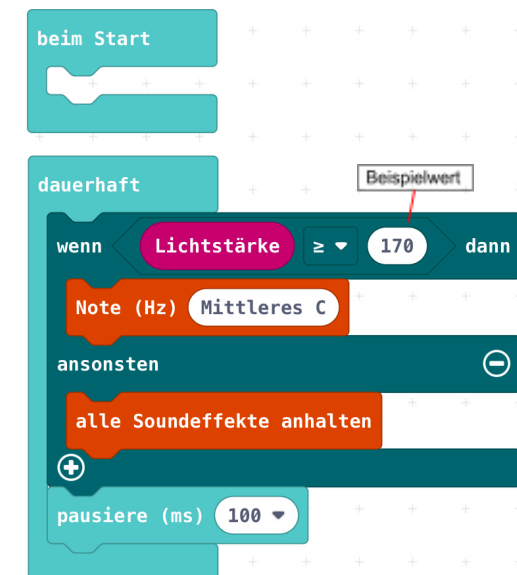 beim Start
dauerhaft
Beispielwert
wenn Lichtstärke ≥ 170 dann
Note (Hz) Mittleres C
ansonsten
alle Soundeffekte anhalten
pausiere (ms) 100